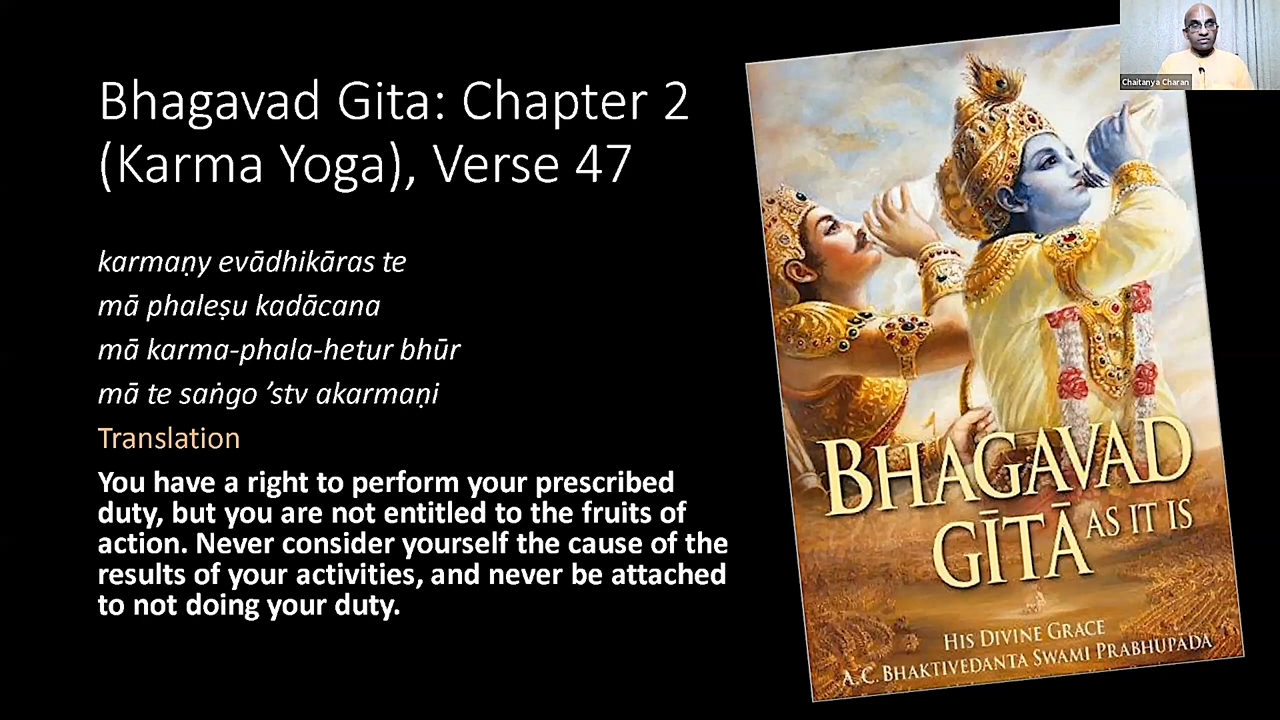 Bhagavad Gita: Chapter 2
(Karma Yoga), Verse 47
karmaṇy evādhikāras te
mā phaleṣu kadācana
mā karma-phala-hetur bhūr
mā te saṅgo ’stv akarmaṇi
Translation
You have a right to perform your prescribed
duty, but you are not entitled to the fruits of
action. Never consider yourself the cause of the
results of your activities, and never be attached
to not doing your duty.
Chaitanya Charan
BHAGAVAD
GĪTĀ AS IT IS
HIS DIVINE GRACE
A.C. BHAKTIVEDANTA SWAMI PRABHUPADA